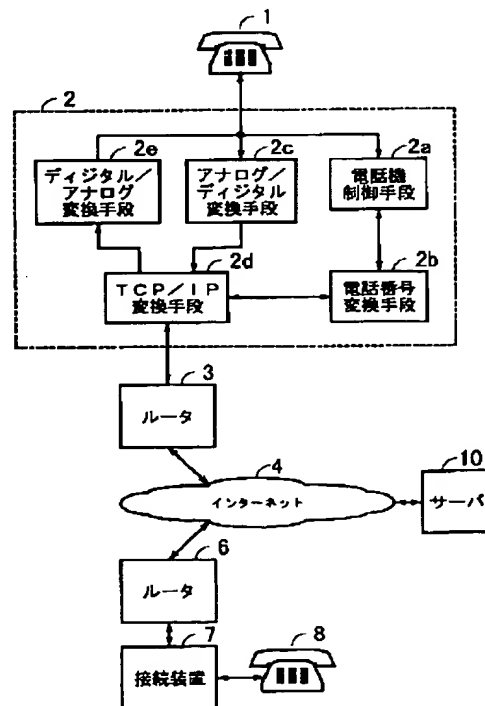 1
2
2e
ディジタル／
アナログ
変換手段
2c
アナログ／
ディジタル
変換手段
2a
電話機
制御手段
2d
TCP／IP
変換手段
2b
電話番号
変換手段
3
ルータ
4
インターネット
10
サーバ
6
ルータ
7
接続装置
8